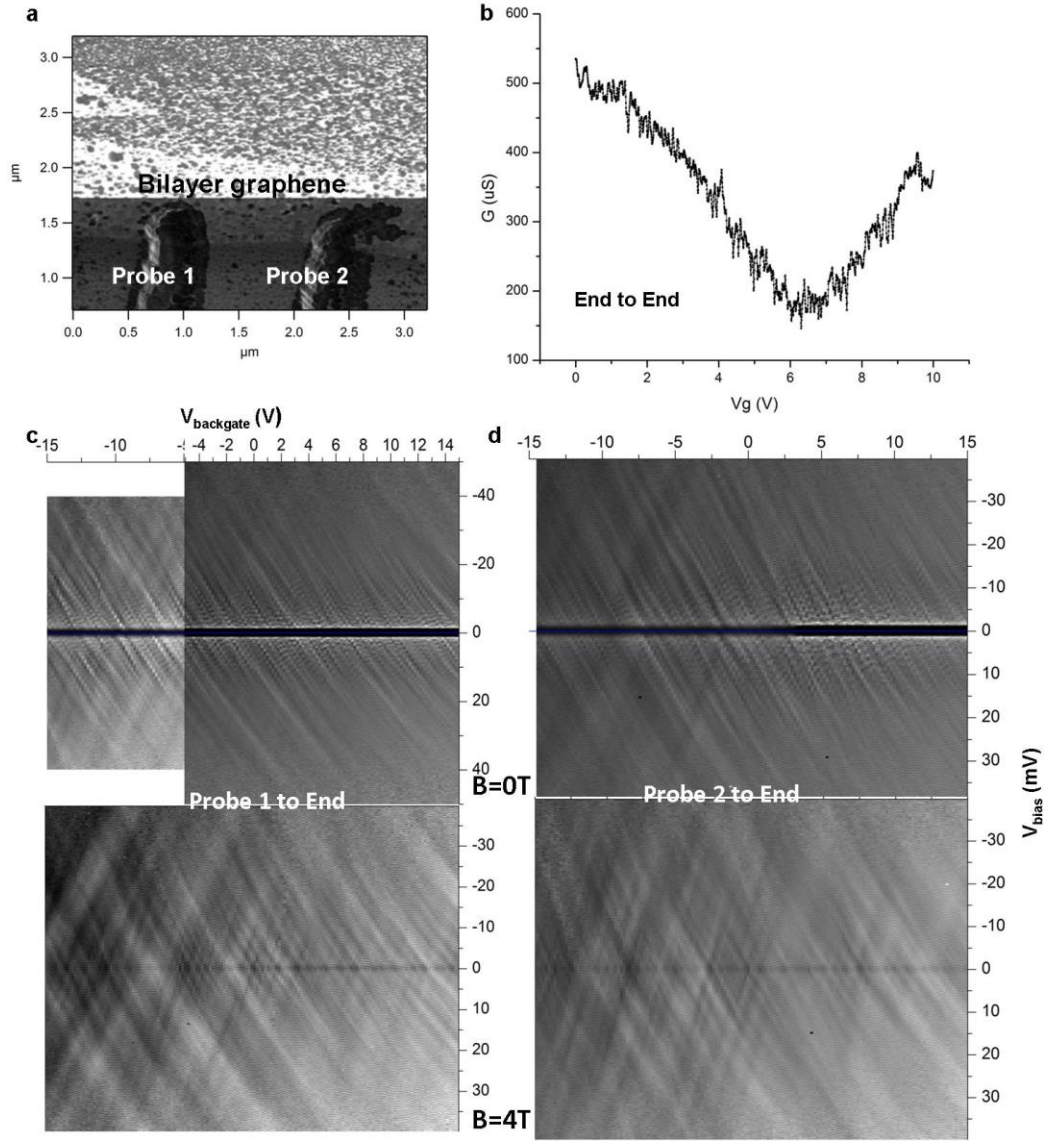 a
3.0
2.5
2.0
1.5
1.0
μm
Bilayer graphene
Probe 1
Probe 2
0.0 0.5 1.0 1.5 2.0 2.5 3.0
μm
b
600
500
400
300
200
100
G (uS)
End to End
0 2 4 6 8 10
Vg (V)
V backgate (V)
c
-15 -10 -5 -4 -2 0 2 4 6 8 10 12 14
-40
-20
0
20
40
B=0T
Probe 1 to End
-30
-20
-10
0
10
20
30
B=4T
d
-15 -10 -5 0 5 10 15
-30
-20
-10
0
10
20
30
Probe 2 to End
-30
-20
-10
0
10
20
30
V bias (mV)